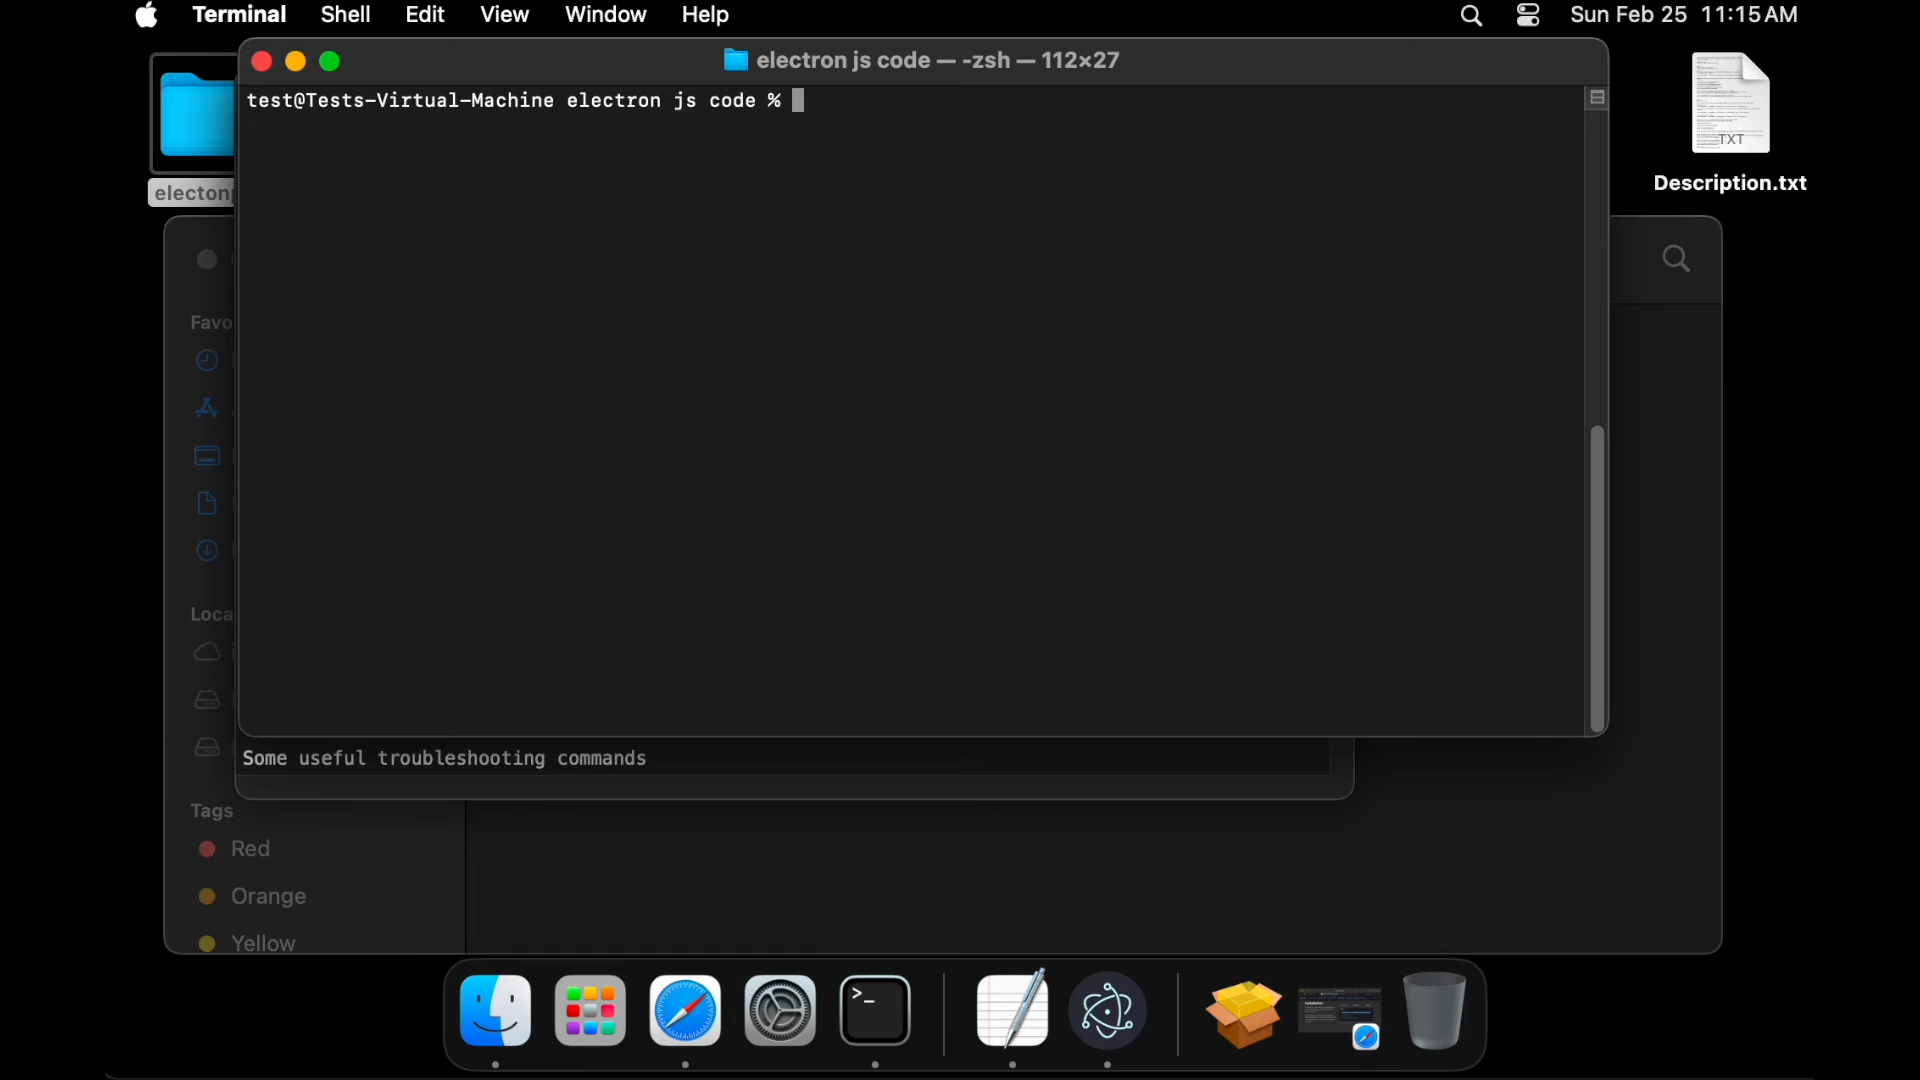 Terminal Shell Edit View Window Help Sun Feb 25 11:15 AM
electron js code — -zsh — 112×27
test@Tests-Virtual-Machine electron js code %
TXT
Description.txt
electon
Favo
Loca
Some useful troubleshooting commands
Tags
Red
Orange
Yellow
>_